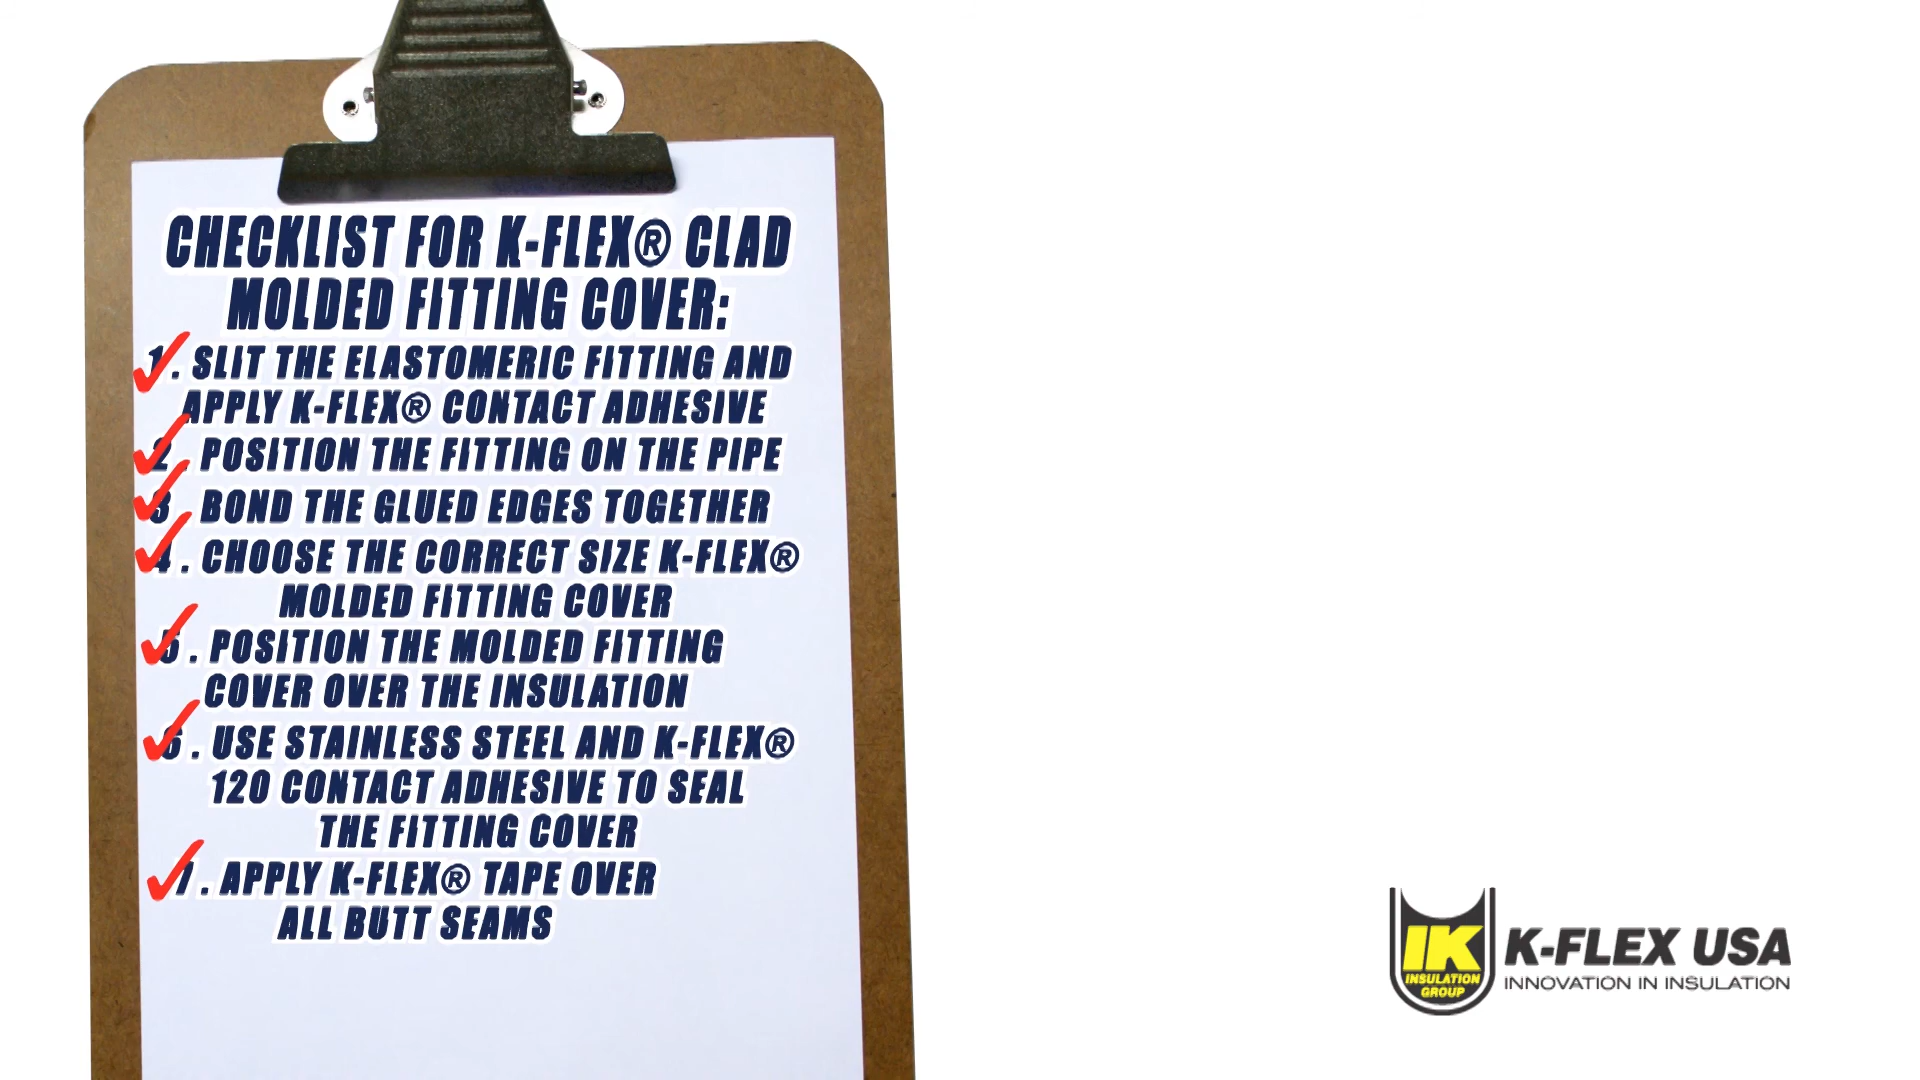 CHECKLIST FOR K-FLEX® CLAD
MOLDED FITTING COVER:
1. SLIT THE ELASTOMERIC FITTING AND
APPLY K-FLEX® CONTACT ADHESIVE
2. POSITION THE FITTING ON THE PIPE
3. BOND THE GLUED EDGES TOGETHER
4. CHOOSE THE CORRECT SIZE K-FLEX®
MOLDED FITTING COVER
5. POSITION THE MOLDED FITTING
COVER OVER THE INSULATION
6. USE STAINLESS STEEL AND K-FLEX®
120 CONTACT ADHESIVE TO SEAL
THE FITTING COVER
7. APPLY K-FLEX® TAPE OVER
ALL BUTT SEAMS
IK
INSULATION
GROUP
K-FLEX USA
INNOVATION IN INSULATION